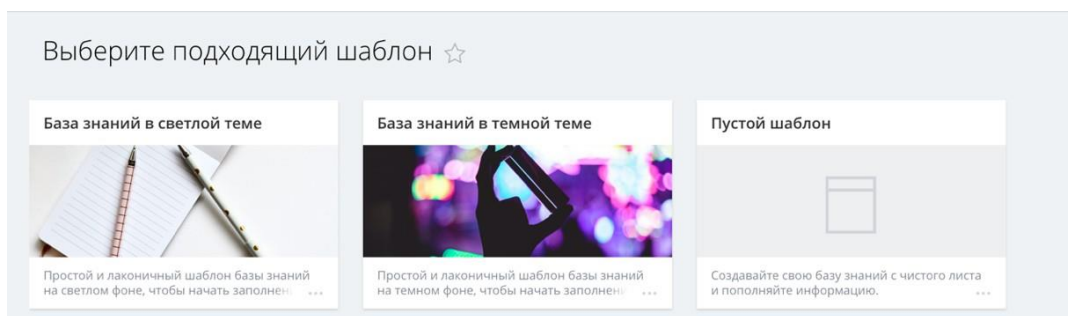 Выберите подходящий шаблон
База знаний в светлой теме
Простой и лаконичный шаблон базы знаний
на светлом фоне, чтобы начать ...
База знаний в темной теме
Простой и лаконичный шаблон базы знаний
на темном фоне, чтобы начать ...
Пустой шаблон
Создавайте свою базу знаний с чистого листа
и пополняйте информацию. ...